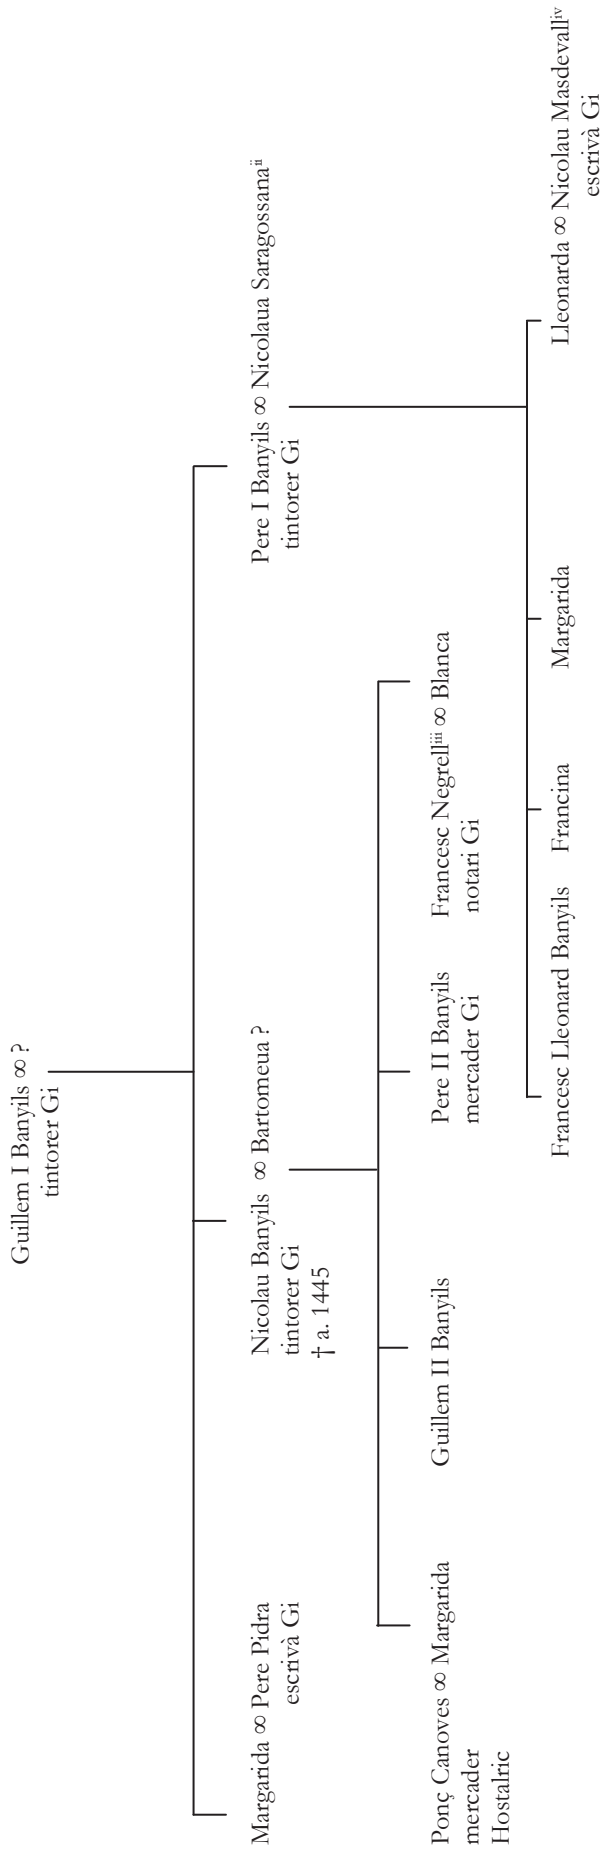 Guillem I Banyils ∞ ?
tintorer Gi
Margarida ∞ Pere Pidra
escrivà Gi
Nicolau Banyils ∞ Bartomeua ?
tintorer Gi
† a. 1445
Pere I Banyils ∞ Nicolaua Saragossanaⁱⁱ
tintorer Gi
Ponç Canoves ∞ Margarida
mercader
Hostalric
Guillem II Banyils
Pere II Banyils
mercader Gi
Francesc Negrellⁱⁱⁱ ∞ Blanca
notari Gi
Francesc Lleonard Banyils
Francina
Margarida
Lleonarda ∞ Nicolau Masdevallⁱᵛ
escrivà Gi